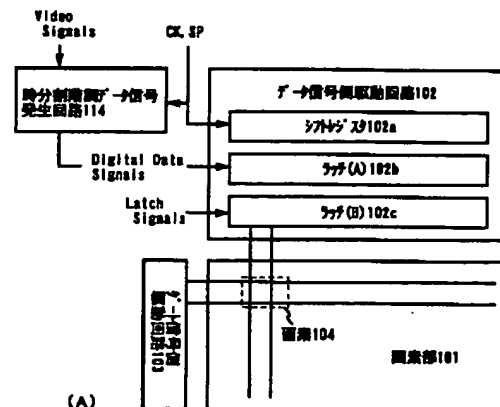 Video
Signals
CK, SP
時分割階調データ信号
発生回路114
データ信号側駆動回路102
シフトレジスタ102a
Digital Data
Signals
ラッチ(A)102b
Latch
Signals
ラッチ(B)102c
ゲート信号側
駆動回路103
画素104
画素部101
(A)